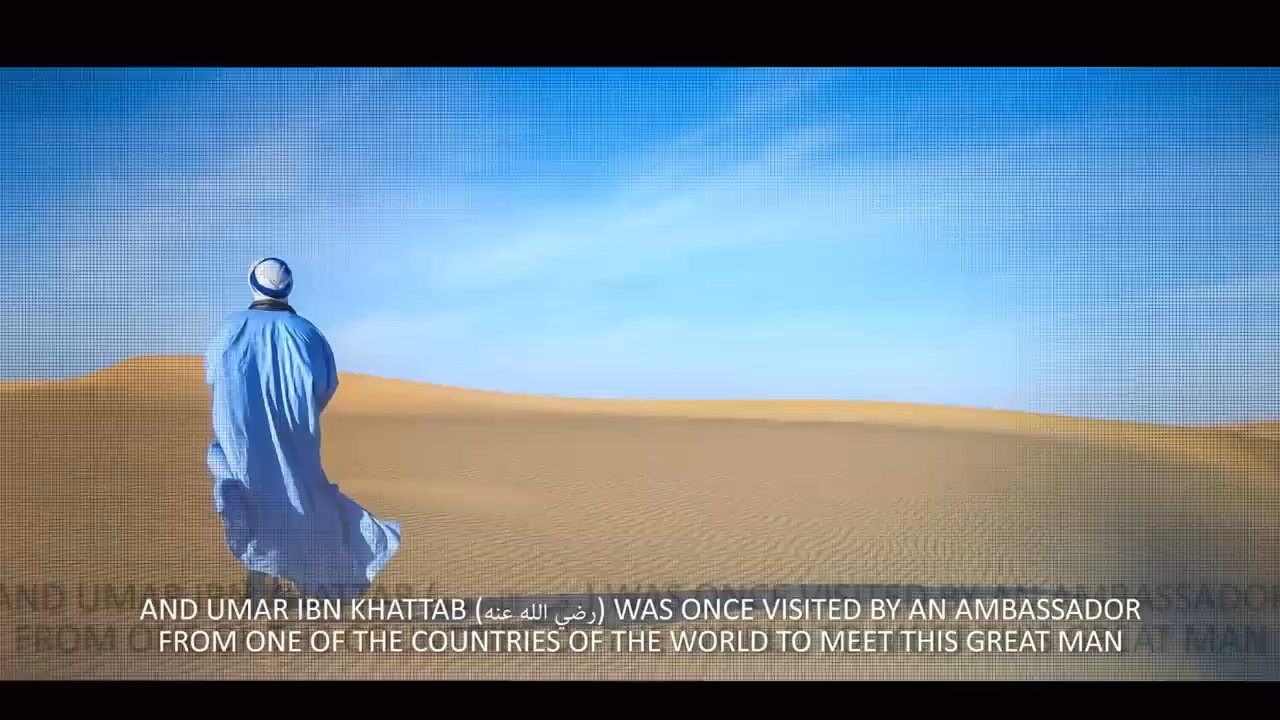 AND UMAR IBN KHATTAB (رضي الله عنه) WAS ONCE VISITED BY AN AMBASSADOR
FROM ONE OF THE COUNTRIES OF THE WORLD TO MEET THIS GREAT MAN